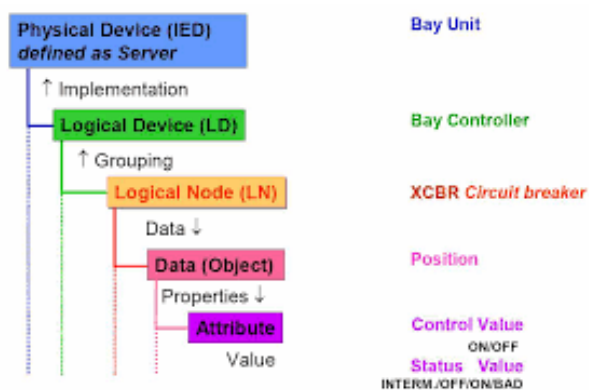 Physical Device (IED)
defined as Server
Bay Unit
↑ Implementation
Logical Device (LD)
Bay Controller
↑ Grouping
Logical Node (LN)
XCBR Circuit breaker
Data ↓
Data (Object)
Position
Properties ↓
Attribute
Control Value
ON/OFF
Value
Status Value
INTERM./OFF/ON/BAD